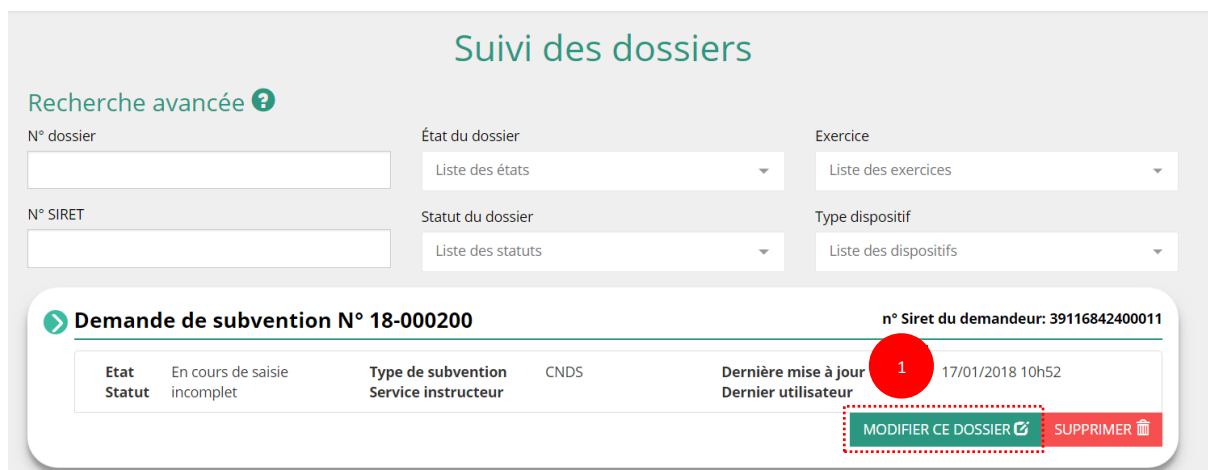 Suivi des dossiers
Recherche avancée ?
N° dossier
État du dossier
Exercice
Liste des états
Liste des exercices
N° SIRET
Statut du dossier
Type dispositif
Liste des statuts
Liste des dispositifs
Demande de subvention N° 18-000200
n° Siret du demandeur: 39116842400011
Etat En cours de saisie Type de subvention CNDS Dernière mise à jour 1 17/01/2018 10h52
Statut incomplet Service instructeur Dernier utilisateur
MODIFIER CE DOSSIER SUPPRIMER